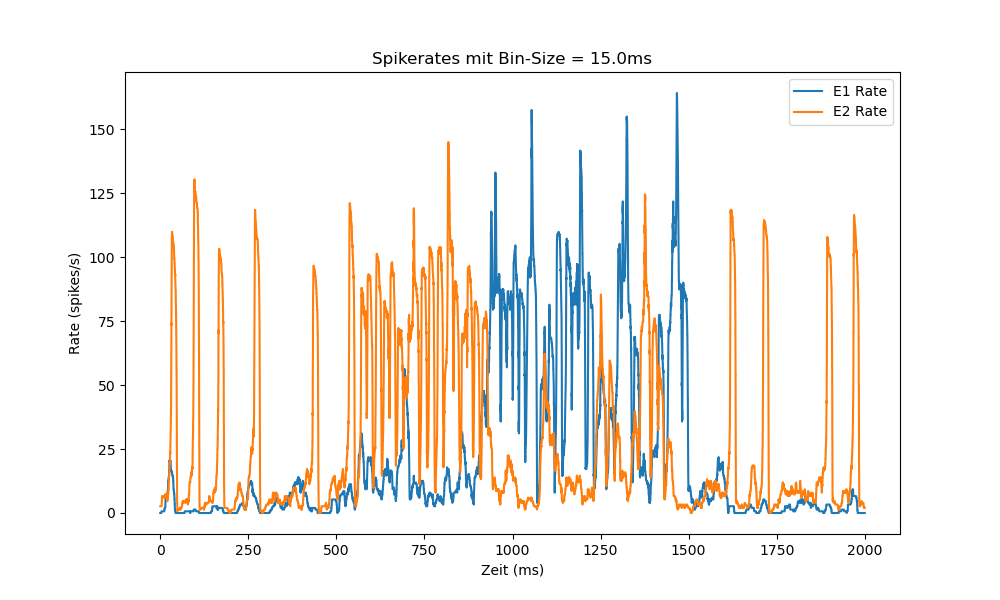 Spikerates mit Bin-Size = 15.0ms
E1 Rate
E2 Rate
Rate (spikes/s)
150
125
100
75
50
25
0
0 250 500 750 1000 1250 1500 1750 2000
Zeit (ms)